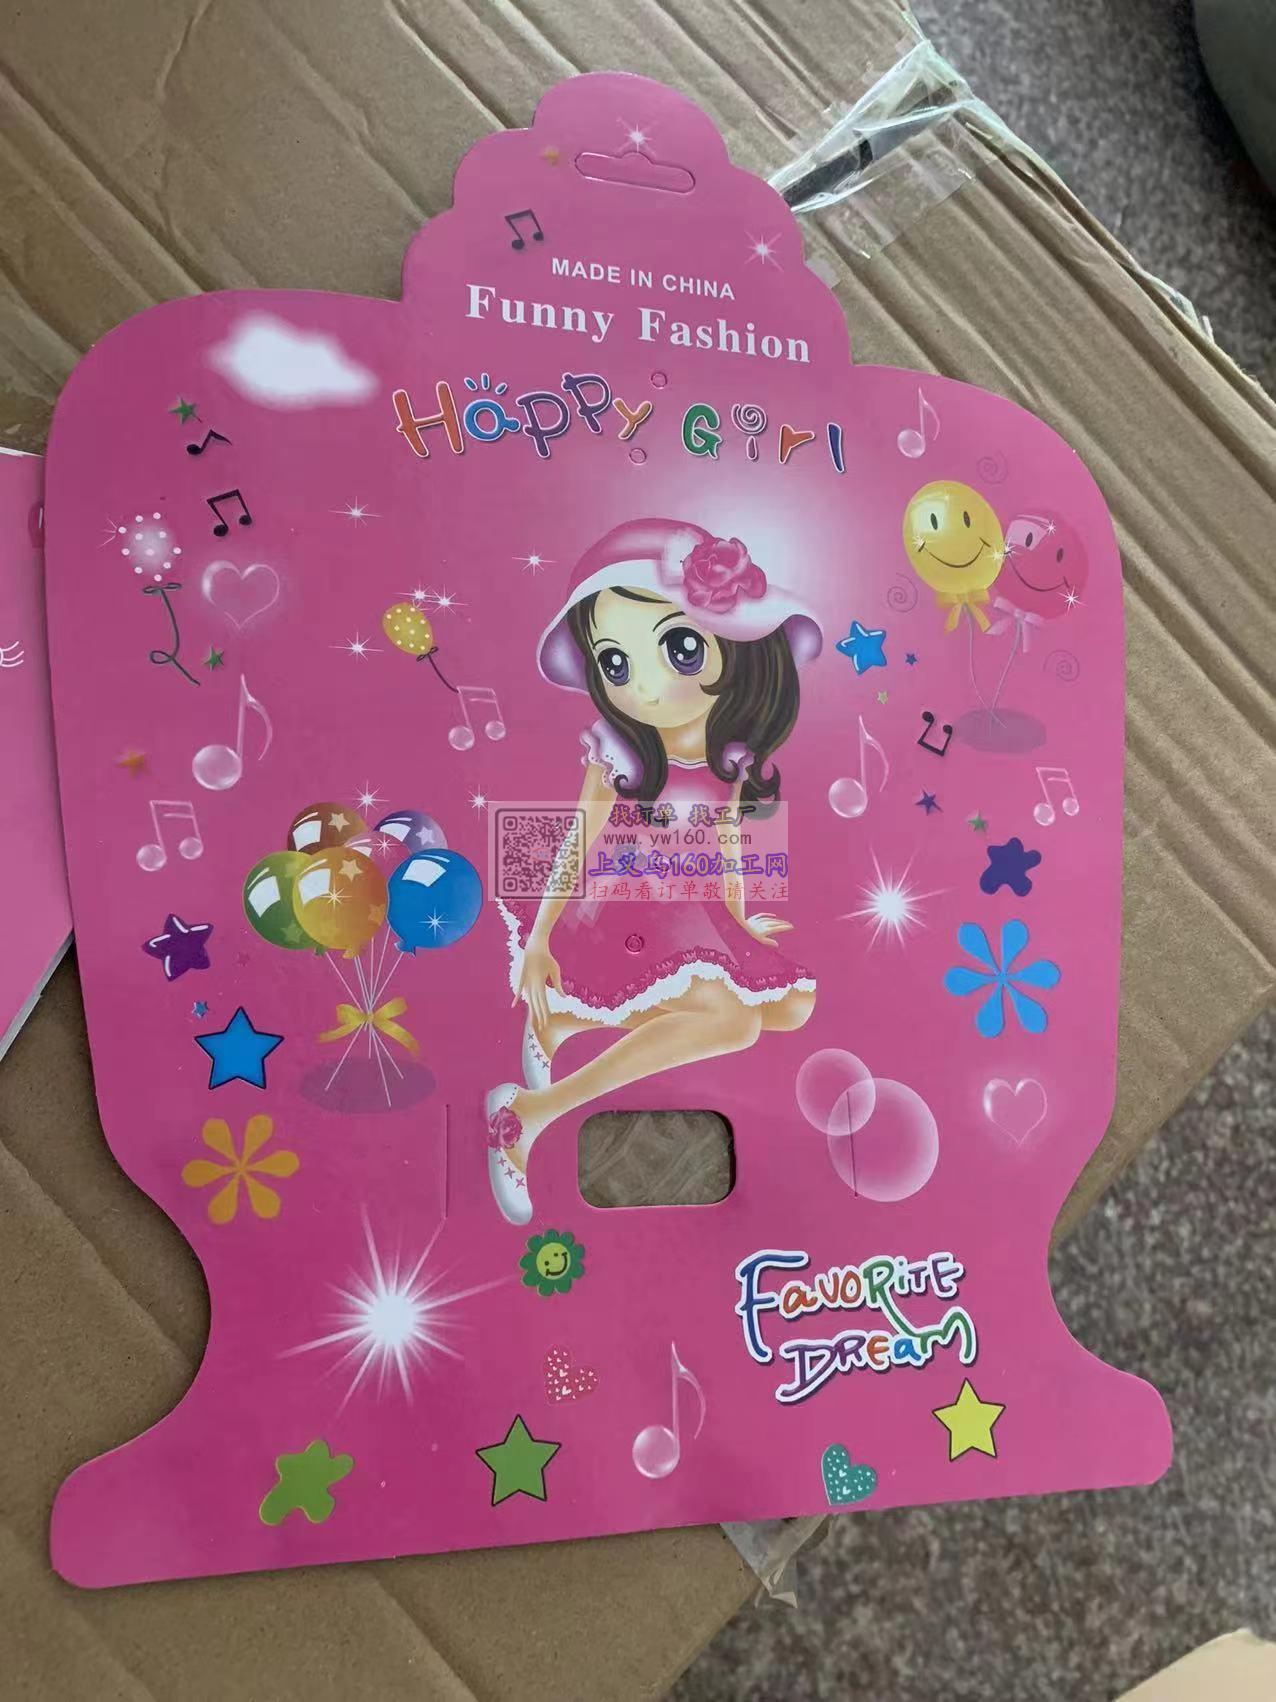 MADE IN CHINA
Funny Fashion
HAPPY GIRL
找订单 找工厂
www.yw160.com
上义乌160加工网
扫码看订单敬请关注
FAVORITE
DREAM